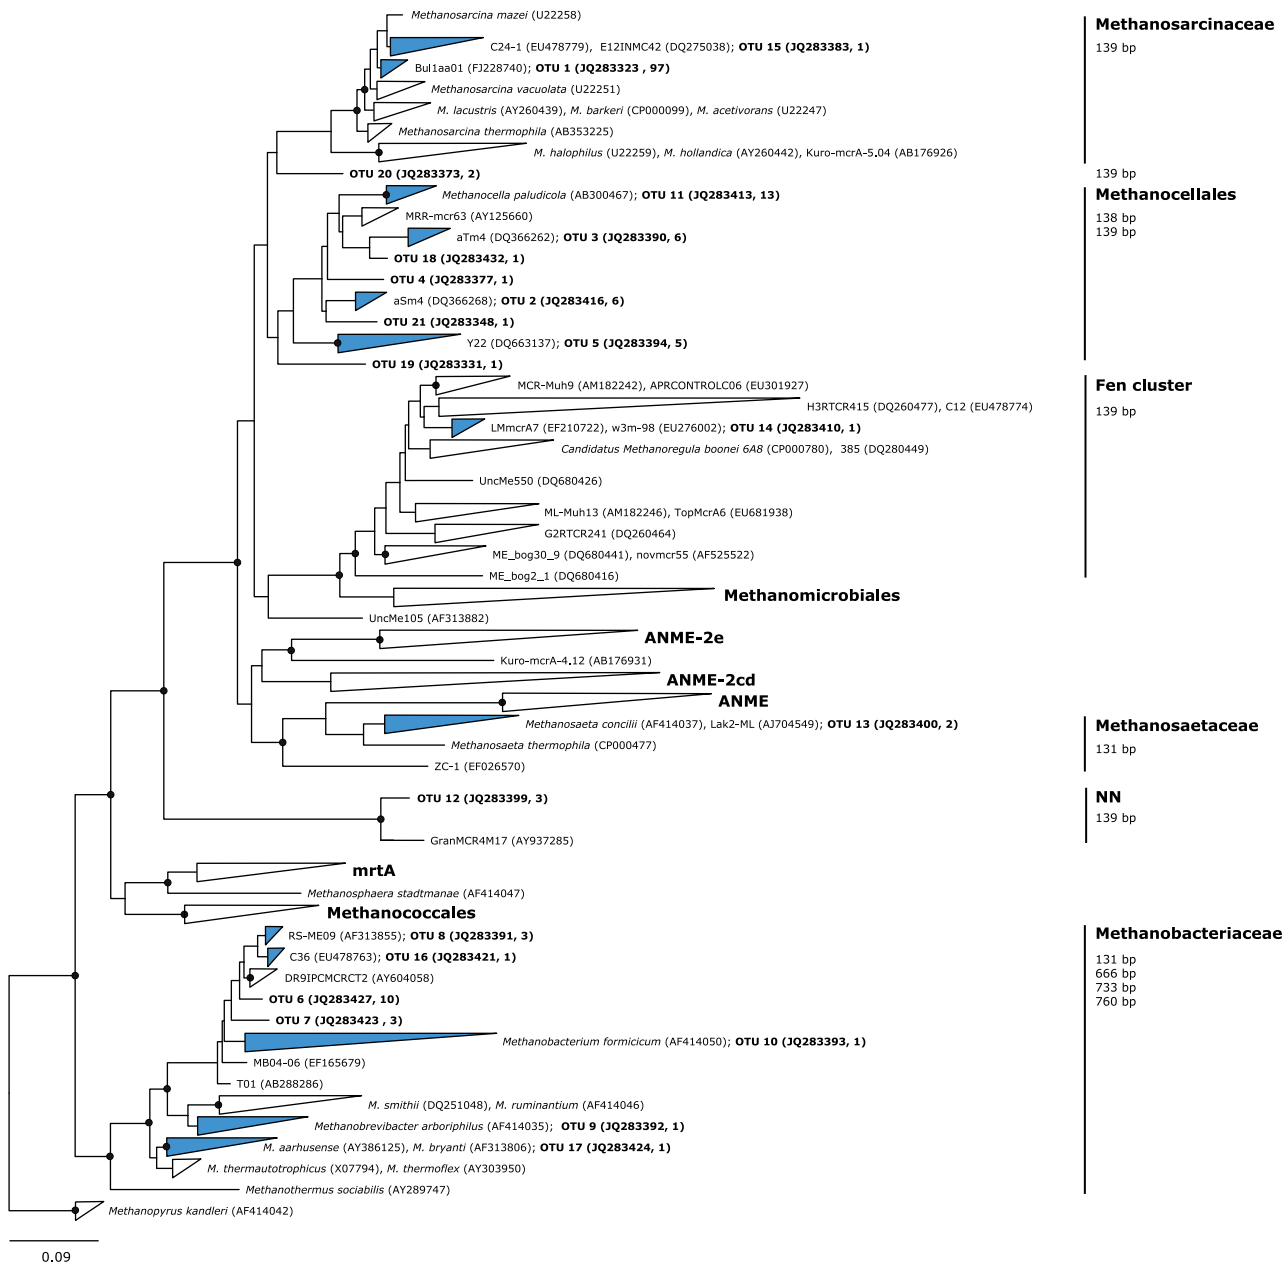 Methanosarcina mazei (U22258)
Methanosarcinaceae
C24-1 (EU478779), E12INMC42 (DQ275038); OTU 15 (JQ283383, 1)
139 bp
Bul1aa01 (FJ228740); OTU 1 (JQ283323 , 97)
Methanosarcina vacuolata (U22251)
M. lacustris (AY260439), M. barkeri (CP000099), M. acetivorans (U22247)
Methanosarcina thermophila (AB353225)
M. halophilus (U22259), M. hollandica (AY260442), Kuro-mcrA-5.04 (AB176926)
OTU 20 (JQ283373, 2)
139 bp
Methanocella paludicola (AB300467); OTU 11 (JQ283413, 13)
Methanocellales
MRR-mcr63 (AY125660)
138 bp
139 bp
aTm4 (DQ366262); OTU 3 (JQ283390, 6)
OTU 18 (JQ283432, 1)
OTU 4 (JQ283377, 1)
aSm4 (DQ366268); OTU 2 (JQ283416, 6)
OTU 21 (JQ283348, 1)
Y22 (DQ663137); OTU 5 (JQ283394, 5)
OTU 19 (JQ283331, 1)
MCR-Muh9 (AM182242), APRCONTROLC06 (EU301927)
Fen cluster
H3RTCR415 (DQ260477), C12 (EU478774)
139 bp
LMmcrA7 (EF210722), w3m-98 (EU276002); OTU 14 (JQ283410, 1)
Candidatus Methanoregula boonei 6A8 (CP000780), 385 (DQ280449)
UncMe550 (DQ680426)
ML-Muh13 (AM182246), TopMcrA6 (EU681938)
G2RTCR241 (DQ260464)
ME_bog30_9 (DQ680441), novmcr55 (AF525522)
ME_bog2_1 (DQ680416)
Methanomicrobiales
UncMe105 (AF313882)
ANME-2e
Kuro-mcrA-4.12 (AB176931)
ANME-2cd
ANME
Methanosaeta concilii (AF414037), Lak2-ML (AJ704549); OTU 13 (JQ283400, 2)
Methanosaetaceae
Methanosaeta thermophila (CP000477)
131 bp
ZC-1 (EF026570)
OTU 12 (JQ283399, 3)
NN
139 bp
GranMCR4M17 (AY937285)
mrtA
Methanosphaera stadtmanae (AF414047)
Methanococcales
RS-ME09 (AF313855); OTU 8 (JQ283391, 3)
Methanobacteriaceae
C36 (EU478763); OTU 16 (JQ283421, 1)
131 bp
666 bp
DR9IPCMCRCT2 (AY604058)
733 bp
760 bp
OTU 6 (JQ283427, 10)
OTU 7 (JQ283423 , 3)
Methanobacterium formicicum (AF414050); OTU 10 (JQ283393, 1)
MB04-06 (EF165679)
T01 (AB288286)
M. smithii (DQ251048), M. ruminantium (AF414046)
Methanobrevibacter arboriphilus (AF414035); OTU 9 (JQ283392, 1)
M. aarhusense (AY386125), M. bryanti (AF313806); OTU 17 (JQ283424, 1)
M. thermautotrophicus (X07794), M. thermoflex (AY303950)
Methanothermus sociabilis (AY289747)
Methanopyrus kandleri (AF414042)
0.09